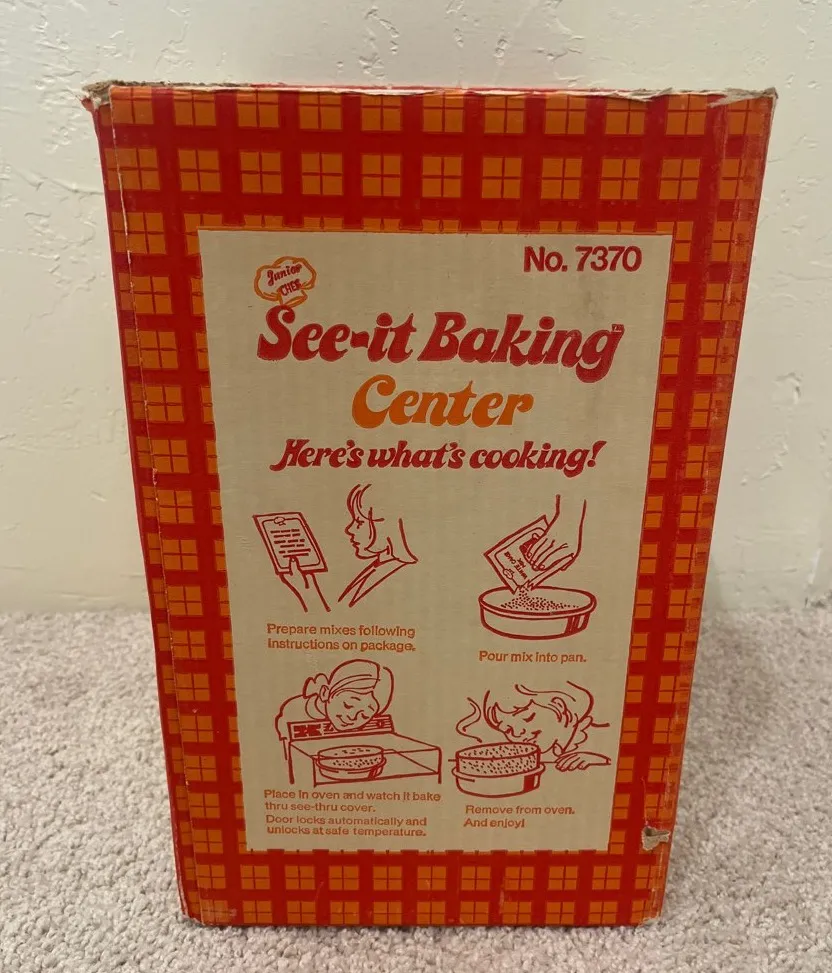 No. 7370
Junior
CHEF
See-it Baking™
Center
Here's what's cooking!
Prepare mixes following
instructions on package.
Pour mix into pan.
Place in oven and watch it bake
thru see-thru cover.
Door locks automatically and
unlocks at safe temperature.
Remove from oven.
And enjoy!